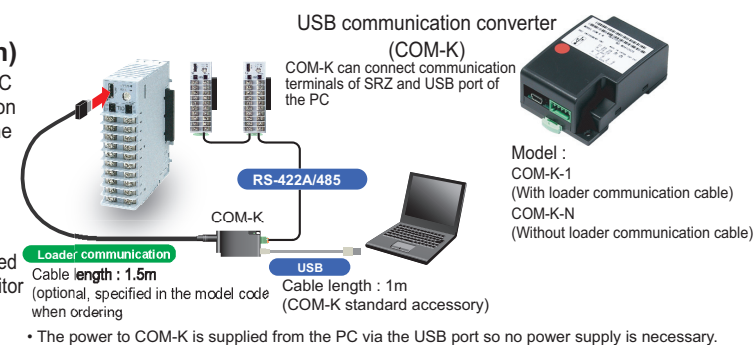 USB communication converter
(COM-K)
COM-K can connect communication
terminals of SRZ and USB port of
the PC
Model :
COM-K-1
(With loader communication cable)
COM-K-N
(Without loader communication cable)
RS-422A/485
COM-K
Loader communication
Cable length : 1.5m
(optional, specified in the model code
when ordering
USB
Cable length : 1m
(COM-K standard accessory)
• The power to COM-K is supplied from the PC via the USB port so no power supply is necessary.